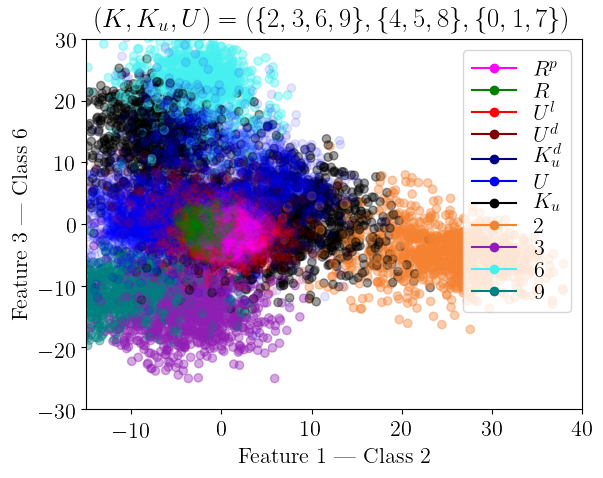 (K, K_u, U) = ({2, 3, 6, 9}, {4, 5, 8}, {0, 1, 7})
30
20
10
0
−10
−20
−30
Feature 3 — Class 6
R^p
R
U^l
U^d
K_u^d
U
K_u
2
3
6
9
−10
0
10
20
30
40
Feature 1 — Class 2